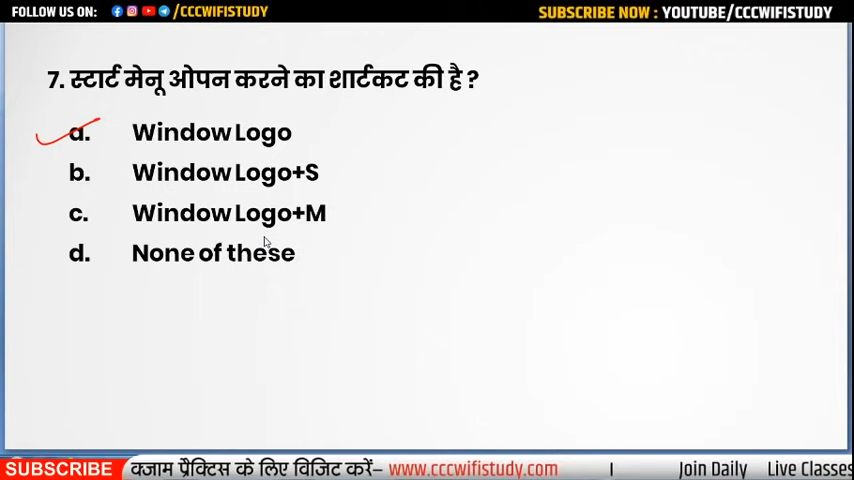 FOLLOW US ON: /CCCWIFISTUDY SUBSCRIBE NOW : YOUTUBE/CCCWIFISTUDY
7. स्टार्ट मेनू ओपन करने का शार्टकट की है ?
a. Window Logo
b. Window Logo+S
c. Window Logo+M
d. None of these
SUBSCRIBE क्जाम प्रैक्टिस के लिए विजिट करें– www.cccwifistudy.com I Join Daily Live Classes